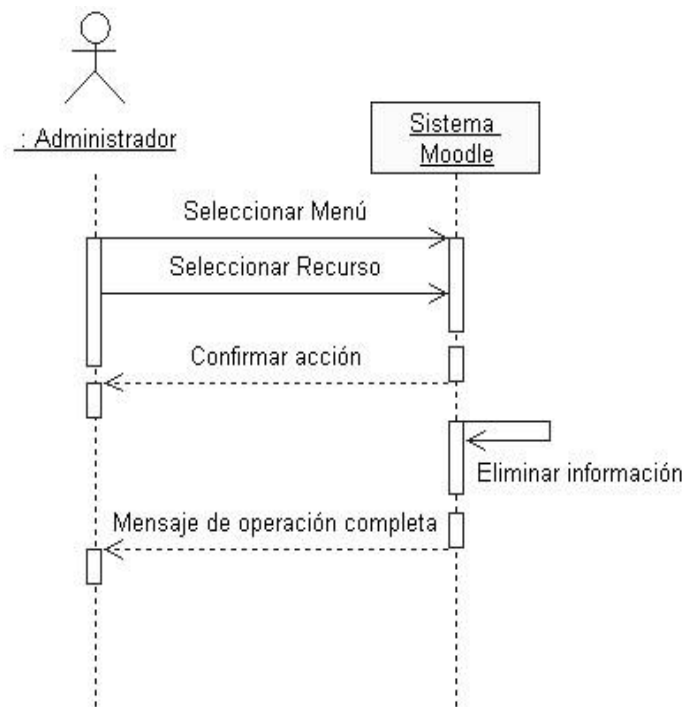 : Administrador
Sistema
Moodle
Seleccionar Menú
Seleccionar Recurso
Confirmar acción
Eliminar información
Mensaje de operación completa